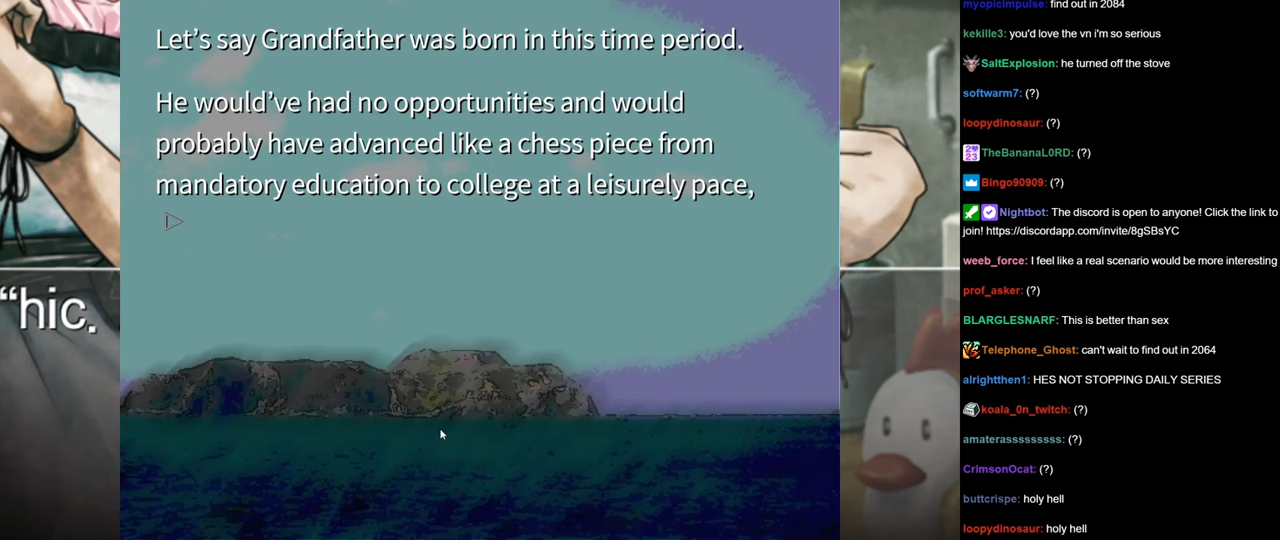 Let’s say Grandfather was born in this time period.
He would’ve had no opportunities and would
probably have advanced like a chess piece from
mandatory education to college at a leisurely pace,
“hic.
myopicimpulse: find out in 2084
kekille3: you'd love the vn i'm so serious
SaltExplosion: he turned off the stove
softwarm7: (?)
loopydinosaur: (?)
TheBananaL0RD: (?)
Bingo90909: (?)
Nightbot: The discord is open to anyone! Click the link to
join! https://discordapp.com/invite/8gSBsYC
weeb_force: I feel like a real scenario would be more interesting
prof_asker: (?)
BLARGLESNARF: This is better than sex
Telephone_Ghost: can't wait to find out in 2064
alrightthen1: HES NOT STOPPING DAILY SERIES
koala_0n_twitch: (?)
amaterasssssssss: (?)
CrimsonOcat: (?)
buttcrispe: holy hell
loopydinosaur: holy hell